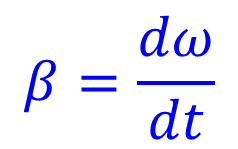 β = dω/dt